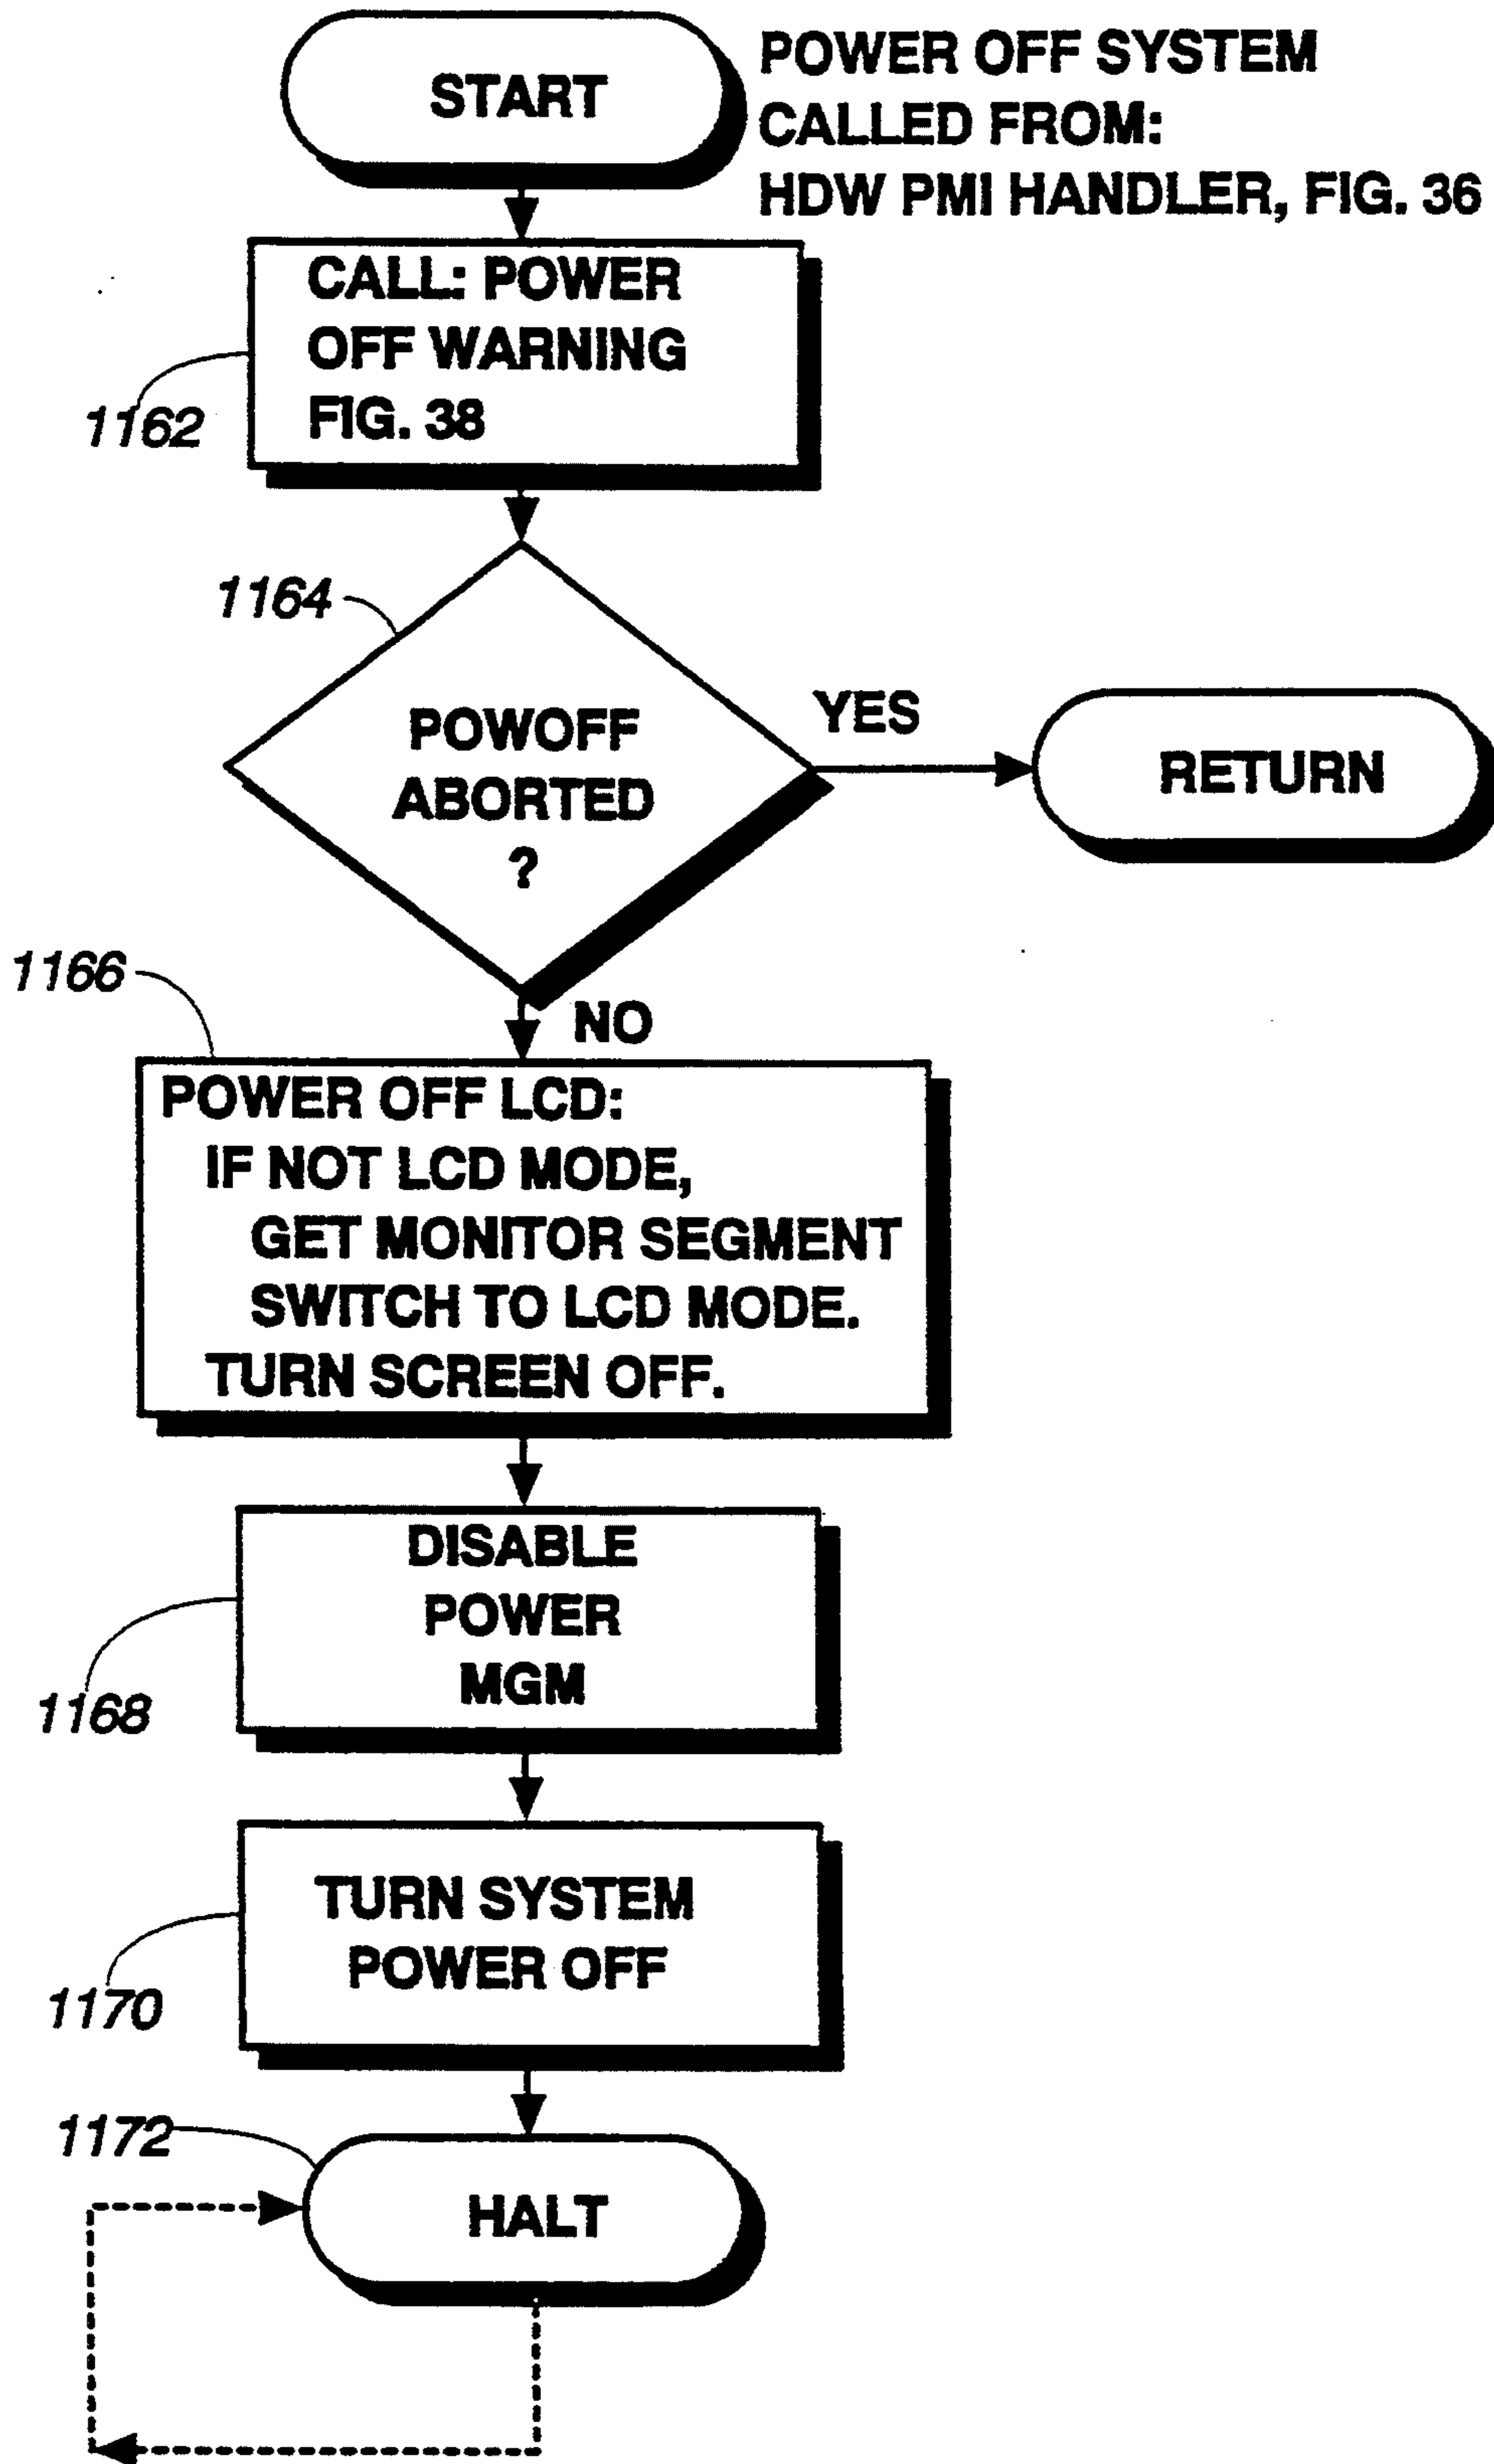 START
POWER OFF SYSTEM
CALLED FROM:
HDW PMI HANDLER, FIG. 36
CALL: POWER
OFF WARNING
FIG. 38
1162
1164
POWOFF
ABORTED
?
YES
RETURN
NO
1166
POWER OFF LCD:
IF NOT LCD MODE,
GET MONITOR SEGMENT
SWITCH TO LCD MODE.
TURN SCREEN OFF.
DISABLE
POWER
MGM
1168
TURN SYSTEM
POWER OFF
1170
1172
HALT